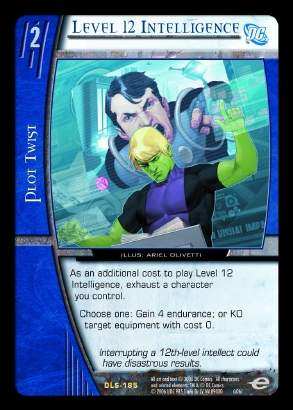 2
Level 12 Intelligence
DC
Plot Twist
ILLUS: ARIEL OLIVETTI
As an additional cost to play Level 12
Intelligence, exhaust a character
you control.
Choose one: Gain 4 endurance; or KO
target equipment with cost 0.
Interrupting a 12th-level intellect could
have disastrous results.
DLS-185